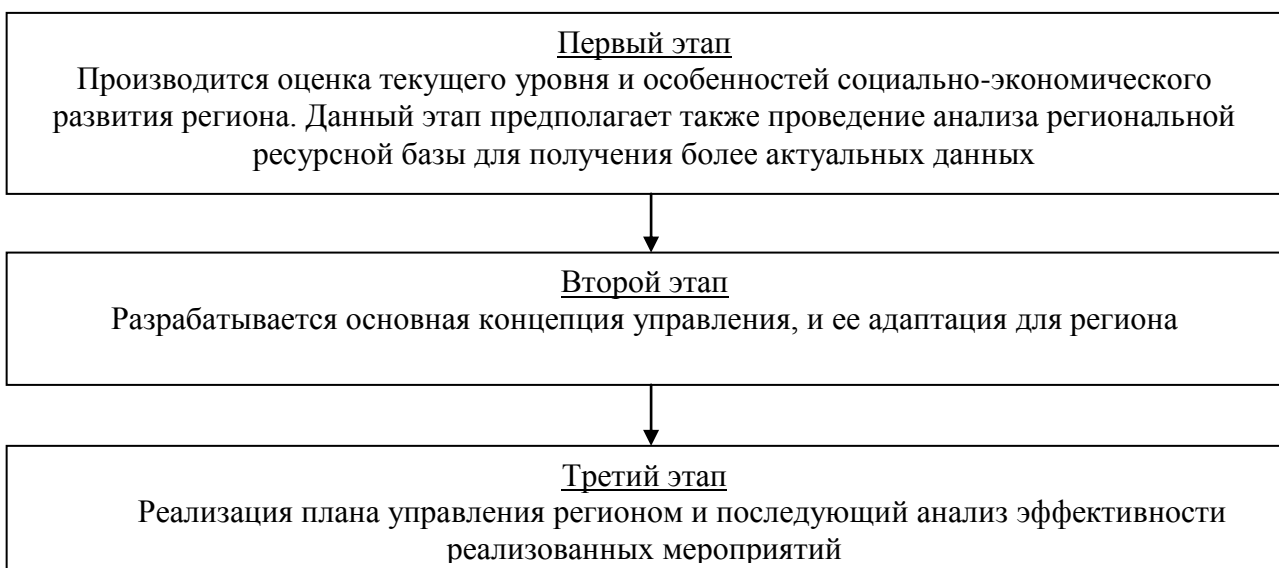 Первый этап
Производится оценка текущего уровня и особенностей социально-экономического
развития региона. Данный этап предполагает также проведение анализа региональной
ресурсной базы для получения более актуальных данных
Второй этап
Разрабатывается основная концепция управления, и ее адаптация для региона
Третий этап
Реализация плана управления регионом и последующий анализ эффективности
реализованных мероприятий